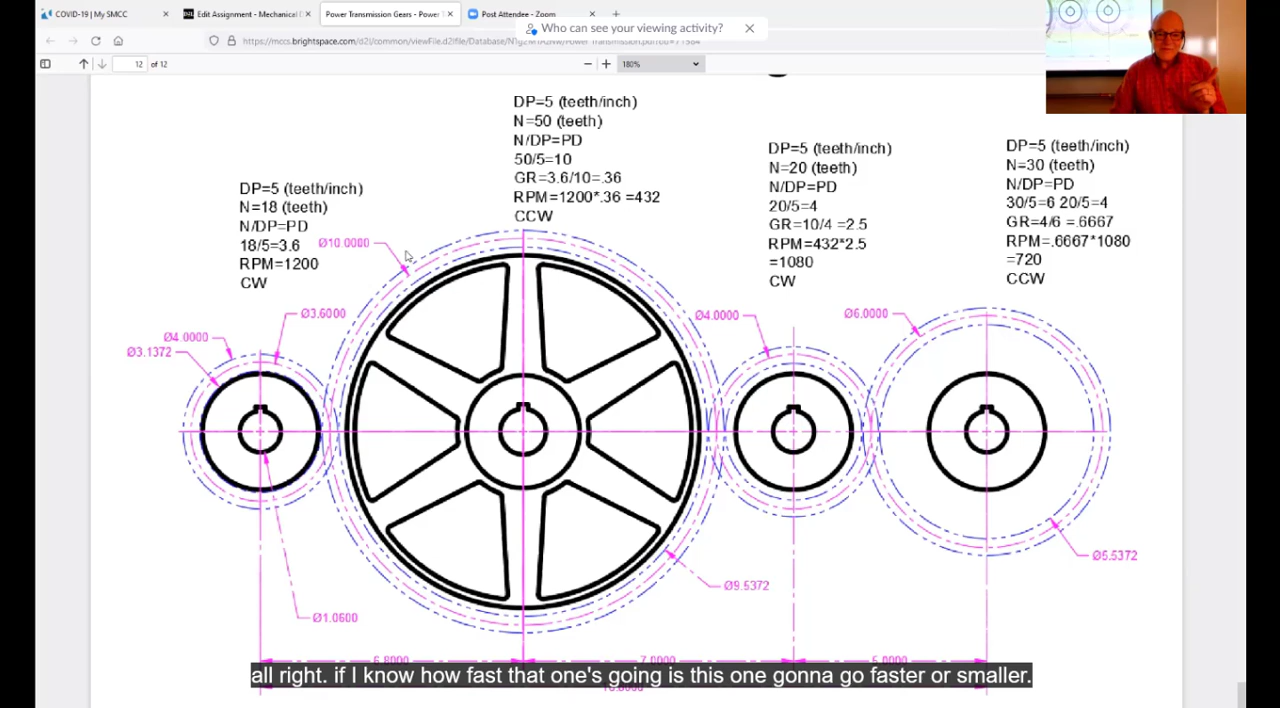 COVID-19 | My SMCC
Edit Assignment - Mechanical
Power Transmission Gears - Power
Post Attendee - Zoom
Who can see your viewing activity?
12 of 12
180%
DP=5 (teeth/inch)
N=18 (teeth)
N/DP=PD
18/5=3.6
RPM=1200
CW
DP=5 (teeth/inch)
N=50 (teeth)
N/DP=PD
50/5=10
GR=3.6/10=.36
RPM=1200*.36 =432
CCW
DP=5 (teeth/inch)
N=20 (teeth)
N/DP=PD
20/5=4
GR=10/4 =2.5
RPM=432*2.5
=1080
CW
DP=5 (teeth/inch)
N=30 (teeth)
N/DP=PD
30/5=6 20/5=4
GR=4/6 =.6667
RPM=.6667*1080
=720
CCW
Ø10.0000
Ø3.6000
Ø4.0000
Ø3.1372
Ø4.0000
Ø6.0000
Ø5.5372
Ø9.5372
Ø1.0600
6.8000
7.0000
5.0000
all right. if I know how fast that one's going is this one gonna go faster or smaller.